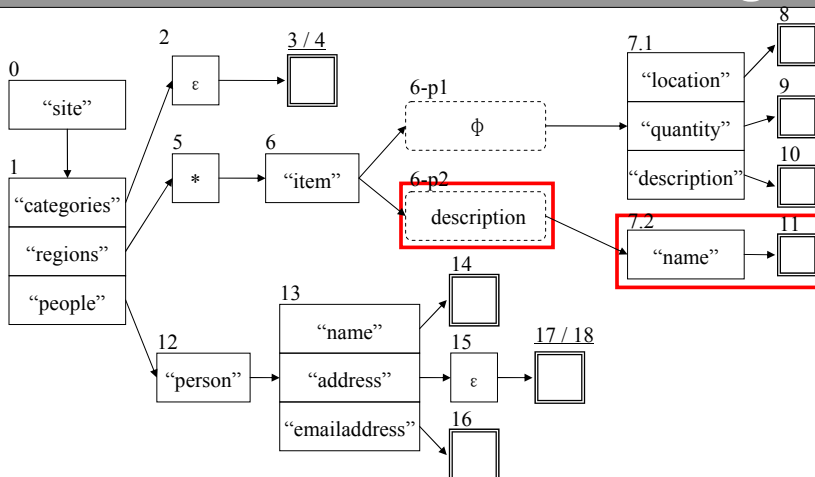 0
“site”
1
“categories”
“regions”
“people”
2
ε
3 / 4
5
*
6
“item”
6-p1
ф
6-p2
description
7.1
“location”
“quantity”
“description”
8
9
10
7.2
“name”
11
12
“person”
13
“name”
“address”
“emailaddress”
14
15
ε
17 / 18
16